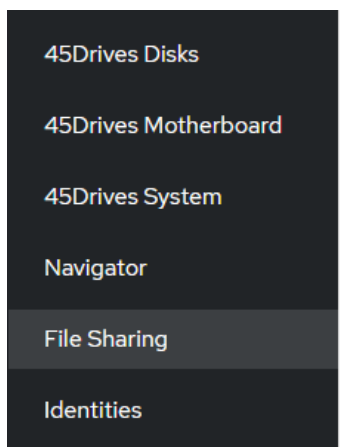 45Drives Disks
45Drives Motherboard
45Drives System
Navigator
File Sharing
Identities